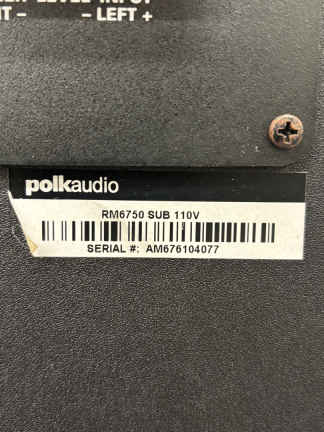 LEVEL INPUT
– – LEFT +
polkaudio
RM6750 SUB 110V
SERIAL #: AM676104077